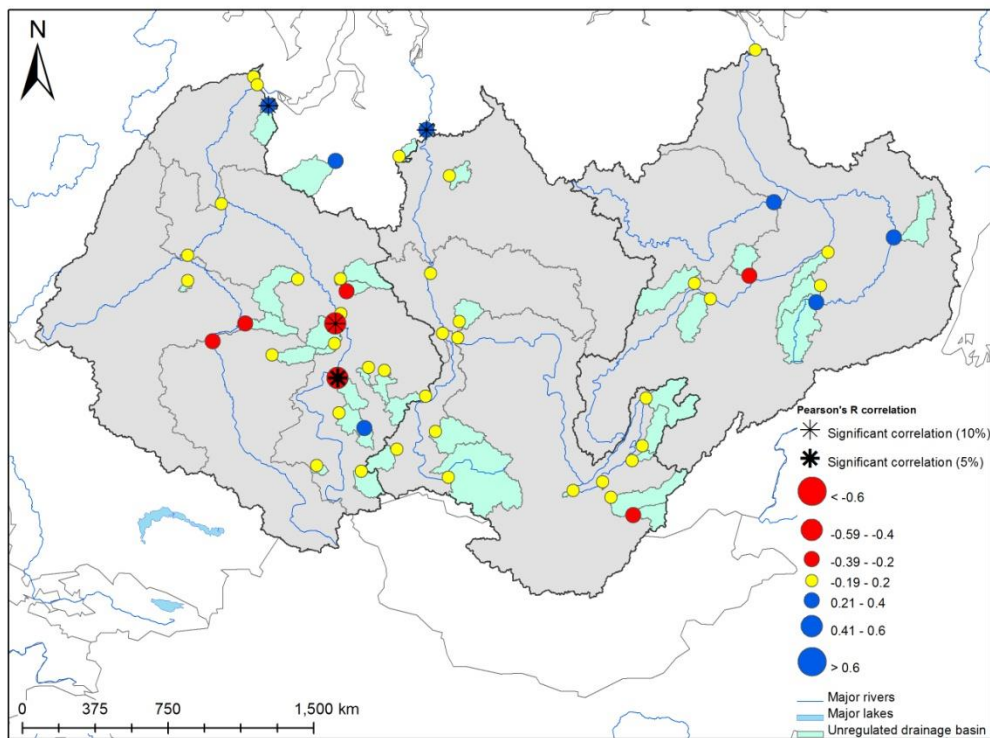 N
Pearson's R correlation
Significant correlation (10%)
Significant correlation (5%)
< -0.6
-0.59 - -0.4
-0.39 - -0.2
-0.19 - 0.2
0.21 - 0.4
0.41 - 0.6
> 0.6
Major rivers
Major lakes
Unregulated drainage basin
0 375 750 1,500 km